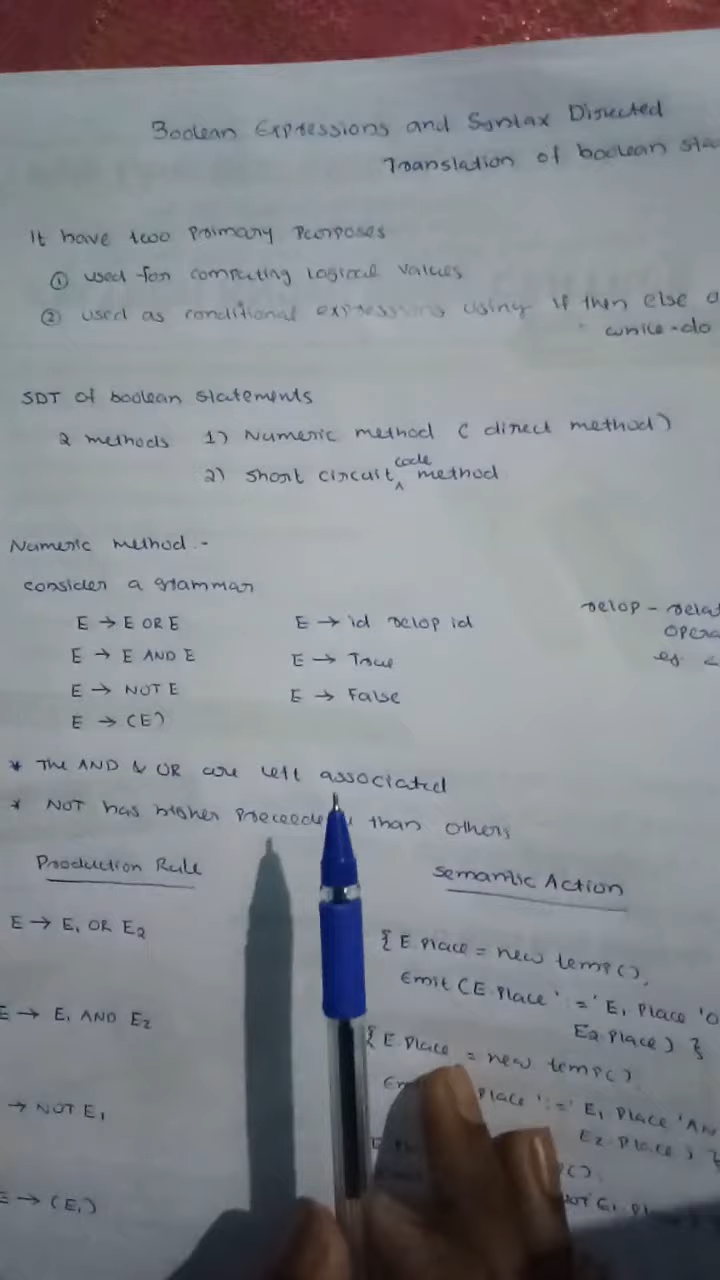 Boolean Expressions and Syntax Directed
Translation of boolean sta
It have two primary Purposes
① used for computing logical values
② used as conditional expressions using if then else
while-do
SDT of boolean statements
2 methods 1) Numeric method ( direct method)
2) short circuit code method
Numeric method :-
consider a grammar
E → E OR E E → id relop id relop - relat
E → E AND E E → True opera
E → NOT E E → False eg <
E → (E)
* The AND & OR are left associated
* NOT has higher than others
Production Rule Semantic Action
E → E₁ OR E₂ { E.Place = new temp(),
Emit (E.Place ':=' E₁.Place 'O
E₂.Place) }
E → E₁ AND E₂ { E.Place = new temp()
Place ':=' E₁.Place 'AN
E₂.Place) }
→ NOT E₁
E → (E₁)